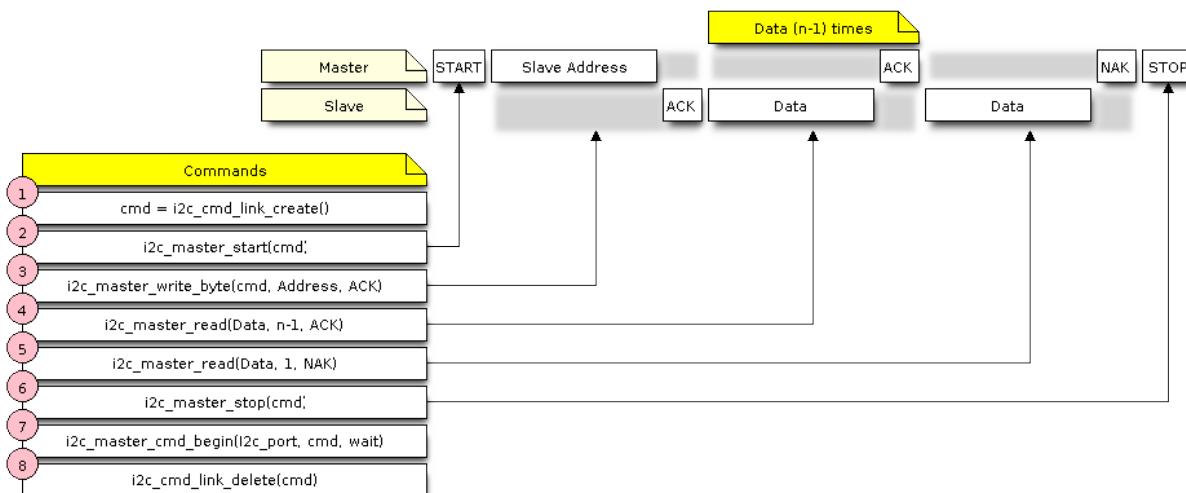 Data (n-1) times
Master START Slave Address ACK NAK STOP
Slave ACK Data Data
Commands
1
cmd = i2c_cmd_link_create()
2
i2c_master_start(cmd;
3
i2c_master_write_byte(cmd, Address, ACK)
4
i2c_master_read(Data, n-1, ACK)
5
i2c_master_read(Data, 1, NAK)
6
i2c_master_stop(cmd;
7
i2c_master_cmd_begin(I2c_port, cmd, wait)
8
i2c_cmd_link_delete(cmd)